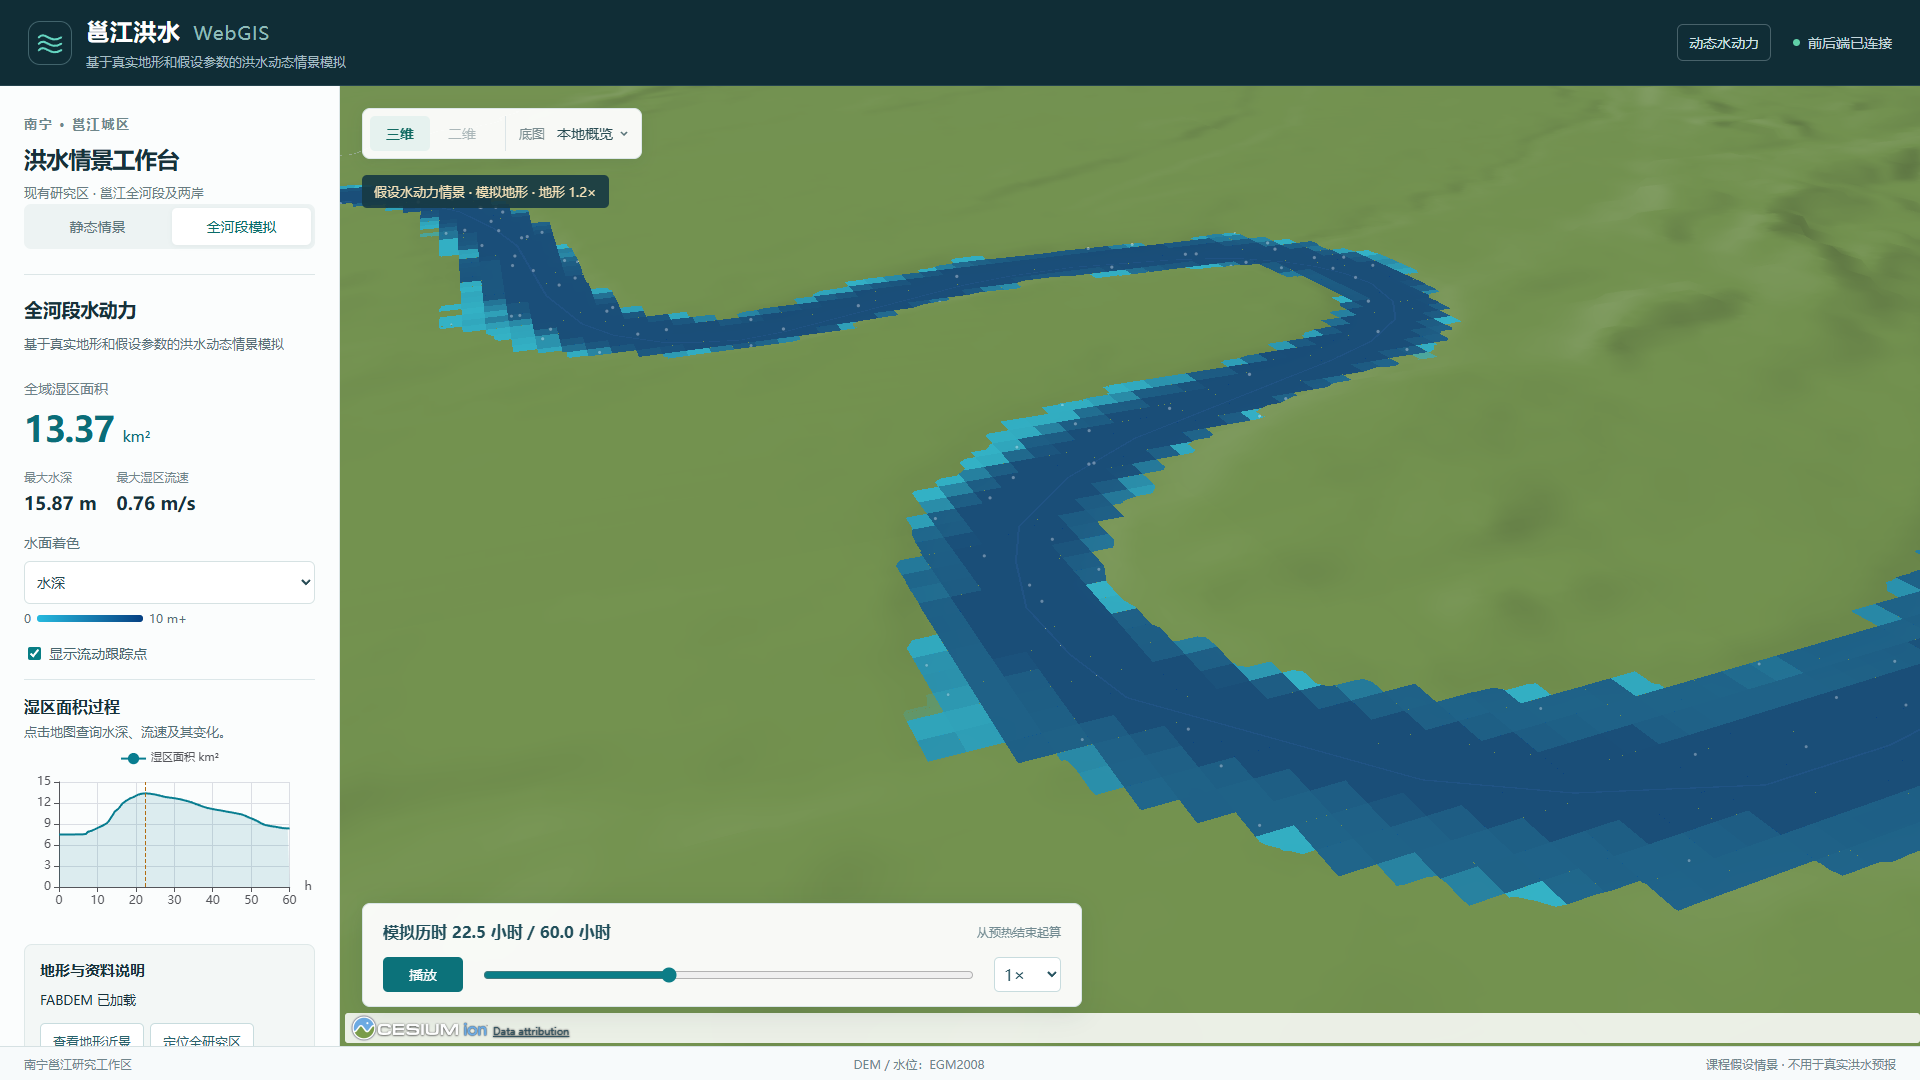 邕江洪水 WebGIS
基于真实地形和假设参数的洪水动态情景模拟
动态水动力
前后端已连接
南宁 • 邕江城区
洪水情景工作台
现有研究区 · 邕江全河段及两岸
静态情景 全河段模拟
全河段水动力
基于真实地形和假设参数的洪水动态情景模拟
全域湿区面积
13.37 km²
最大水深 最大湿区流速
15.87 m 0.76 m/s
水面着色
水深
0 10 m+
显示流动跟踪点
湿区面积过程
点击地图查询水深、流速及其变化。
湿区面积 km²
15
12
9
6
3
0
h
0 10 20 30 40 50 60
地形与资料说明
FABDEM 已加载
查看地形近景 定位全研究区
三维 二维 底图 本地概览
假设水动力情景 · 模拟地形 · 地形 1.2×
模拟历时 22.5 小时 / 60.0 小时
从预热结束起算
播放
1×
CESIUM ion Data attribution
南宁邕江研究工作区
DEM / 水位：EGM2008
课程假设情景 · 不用于真实洪水预报